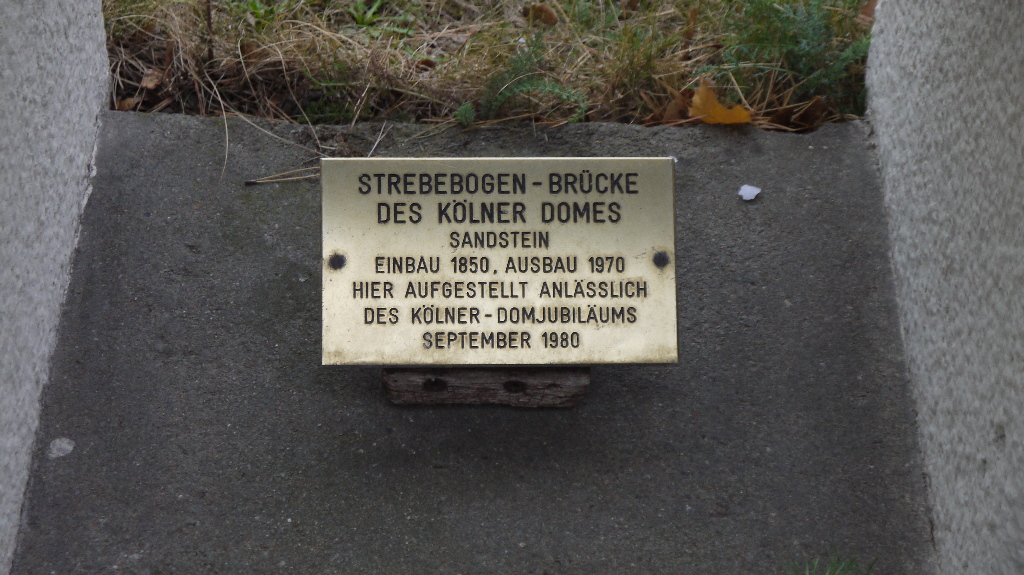 STREBEBOGEN - BRÜCKE
DES KÖLNER DOMES
SANDSTEIN
EINBAU 1850, AUSBAU 1970
HIER AUFGESTELLT ANLÄSSLICH
DES KÖLNER - DOMJUBILÄUMS
SEPTEMBER 1980